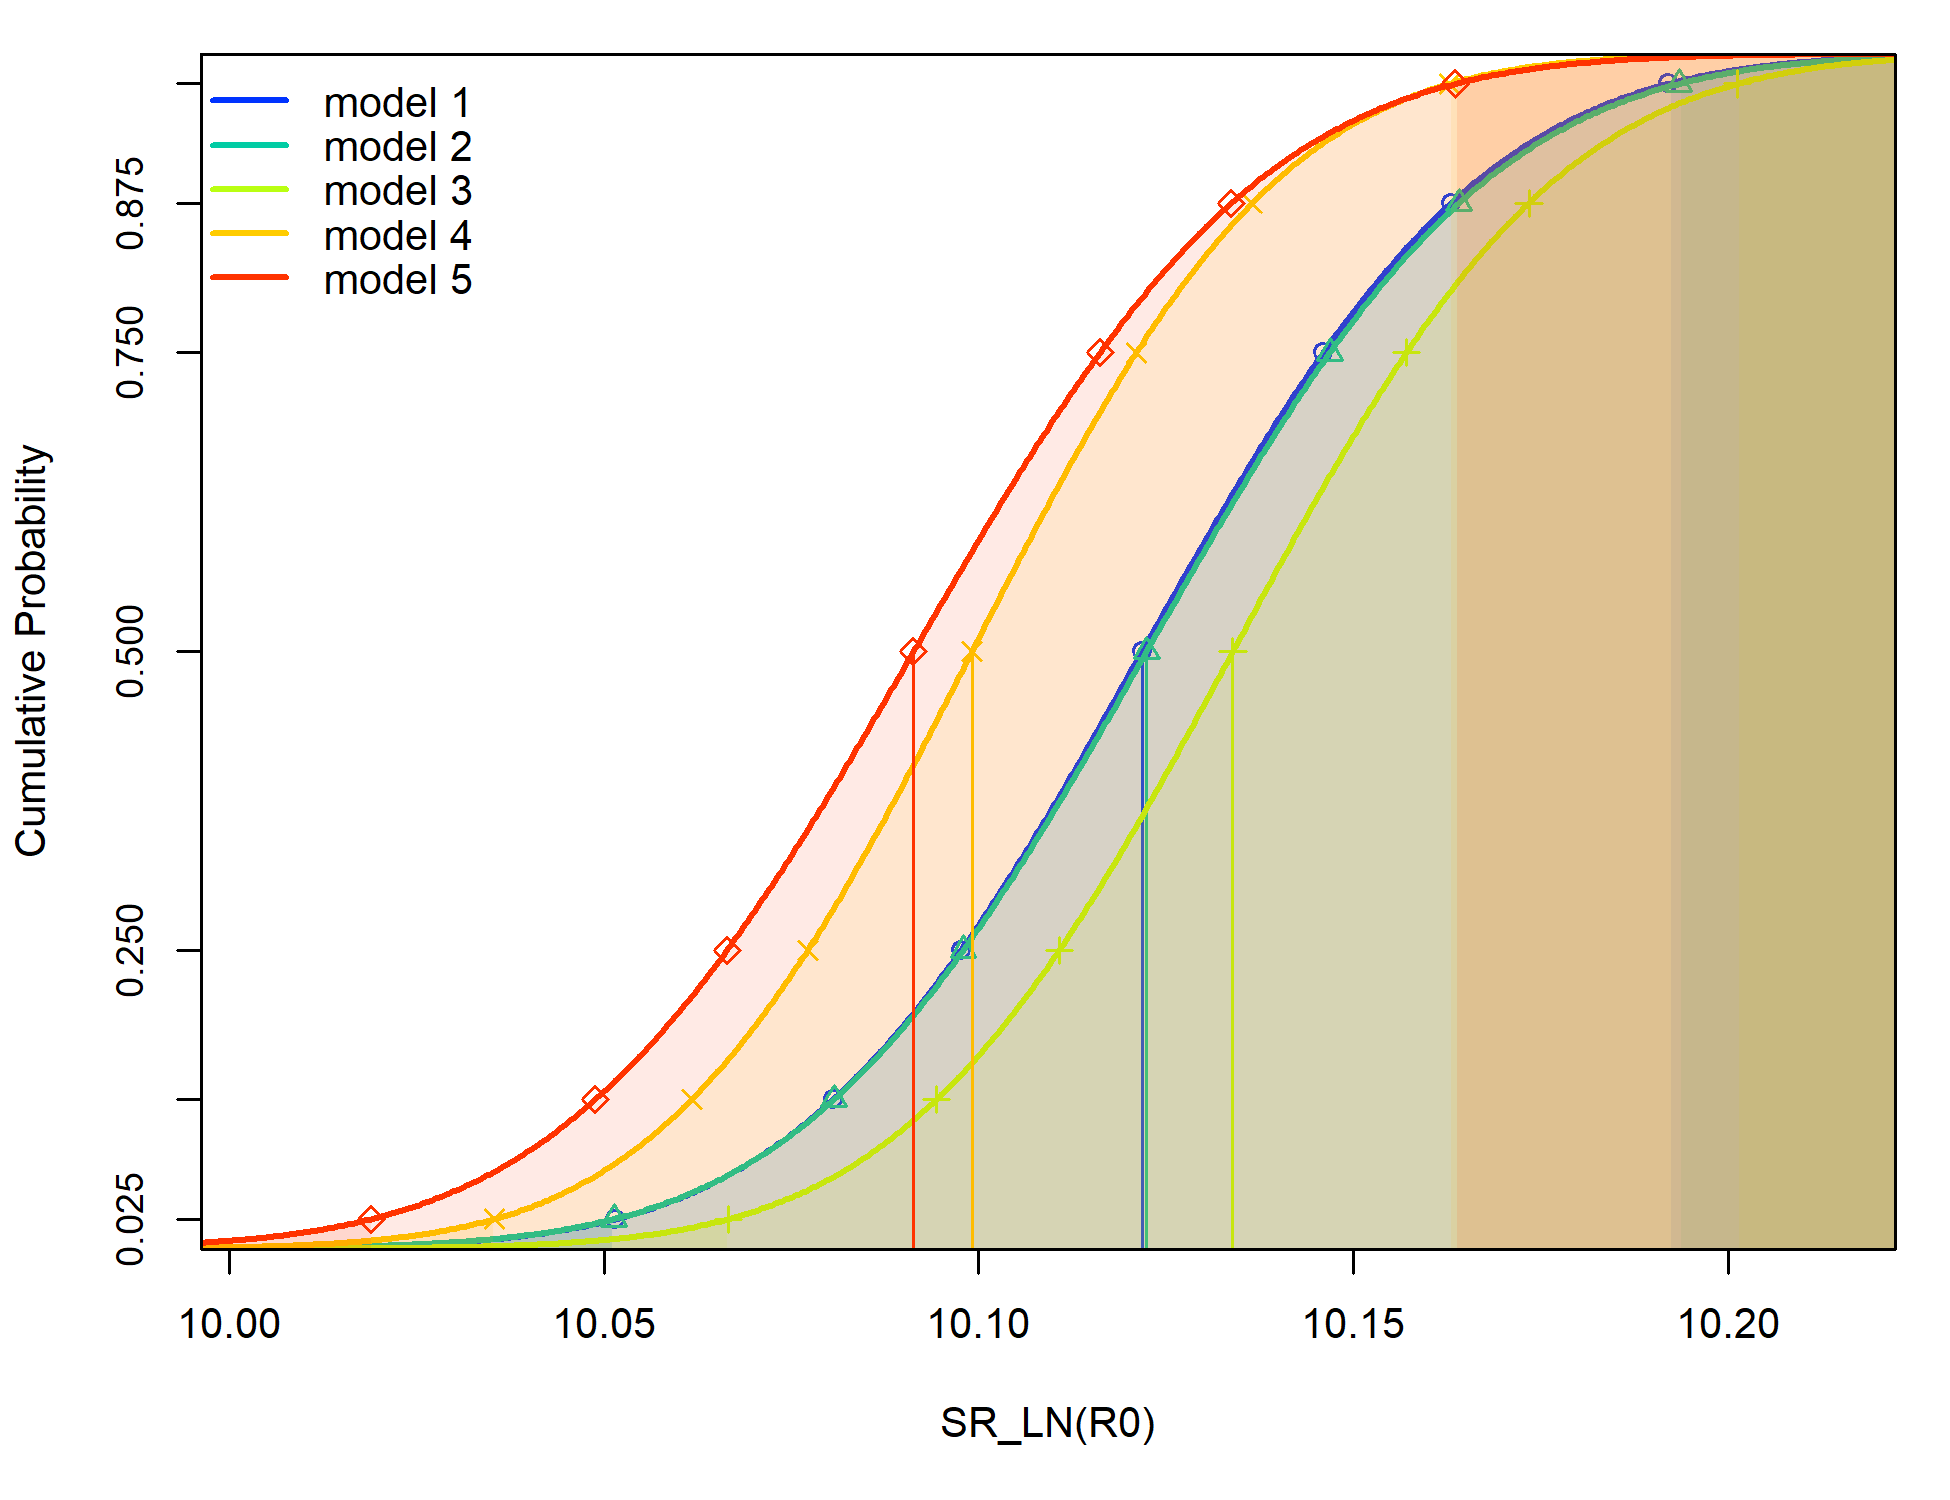 model 1
model 2
model 3
model 4
model 5
Cumulative Probability
0.875
0.750
0.500
0.250
0.025
10.00 10.05 10.10 10.15 10.20
SR_LN(R0)